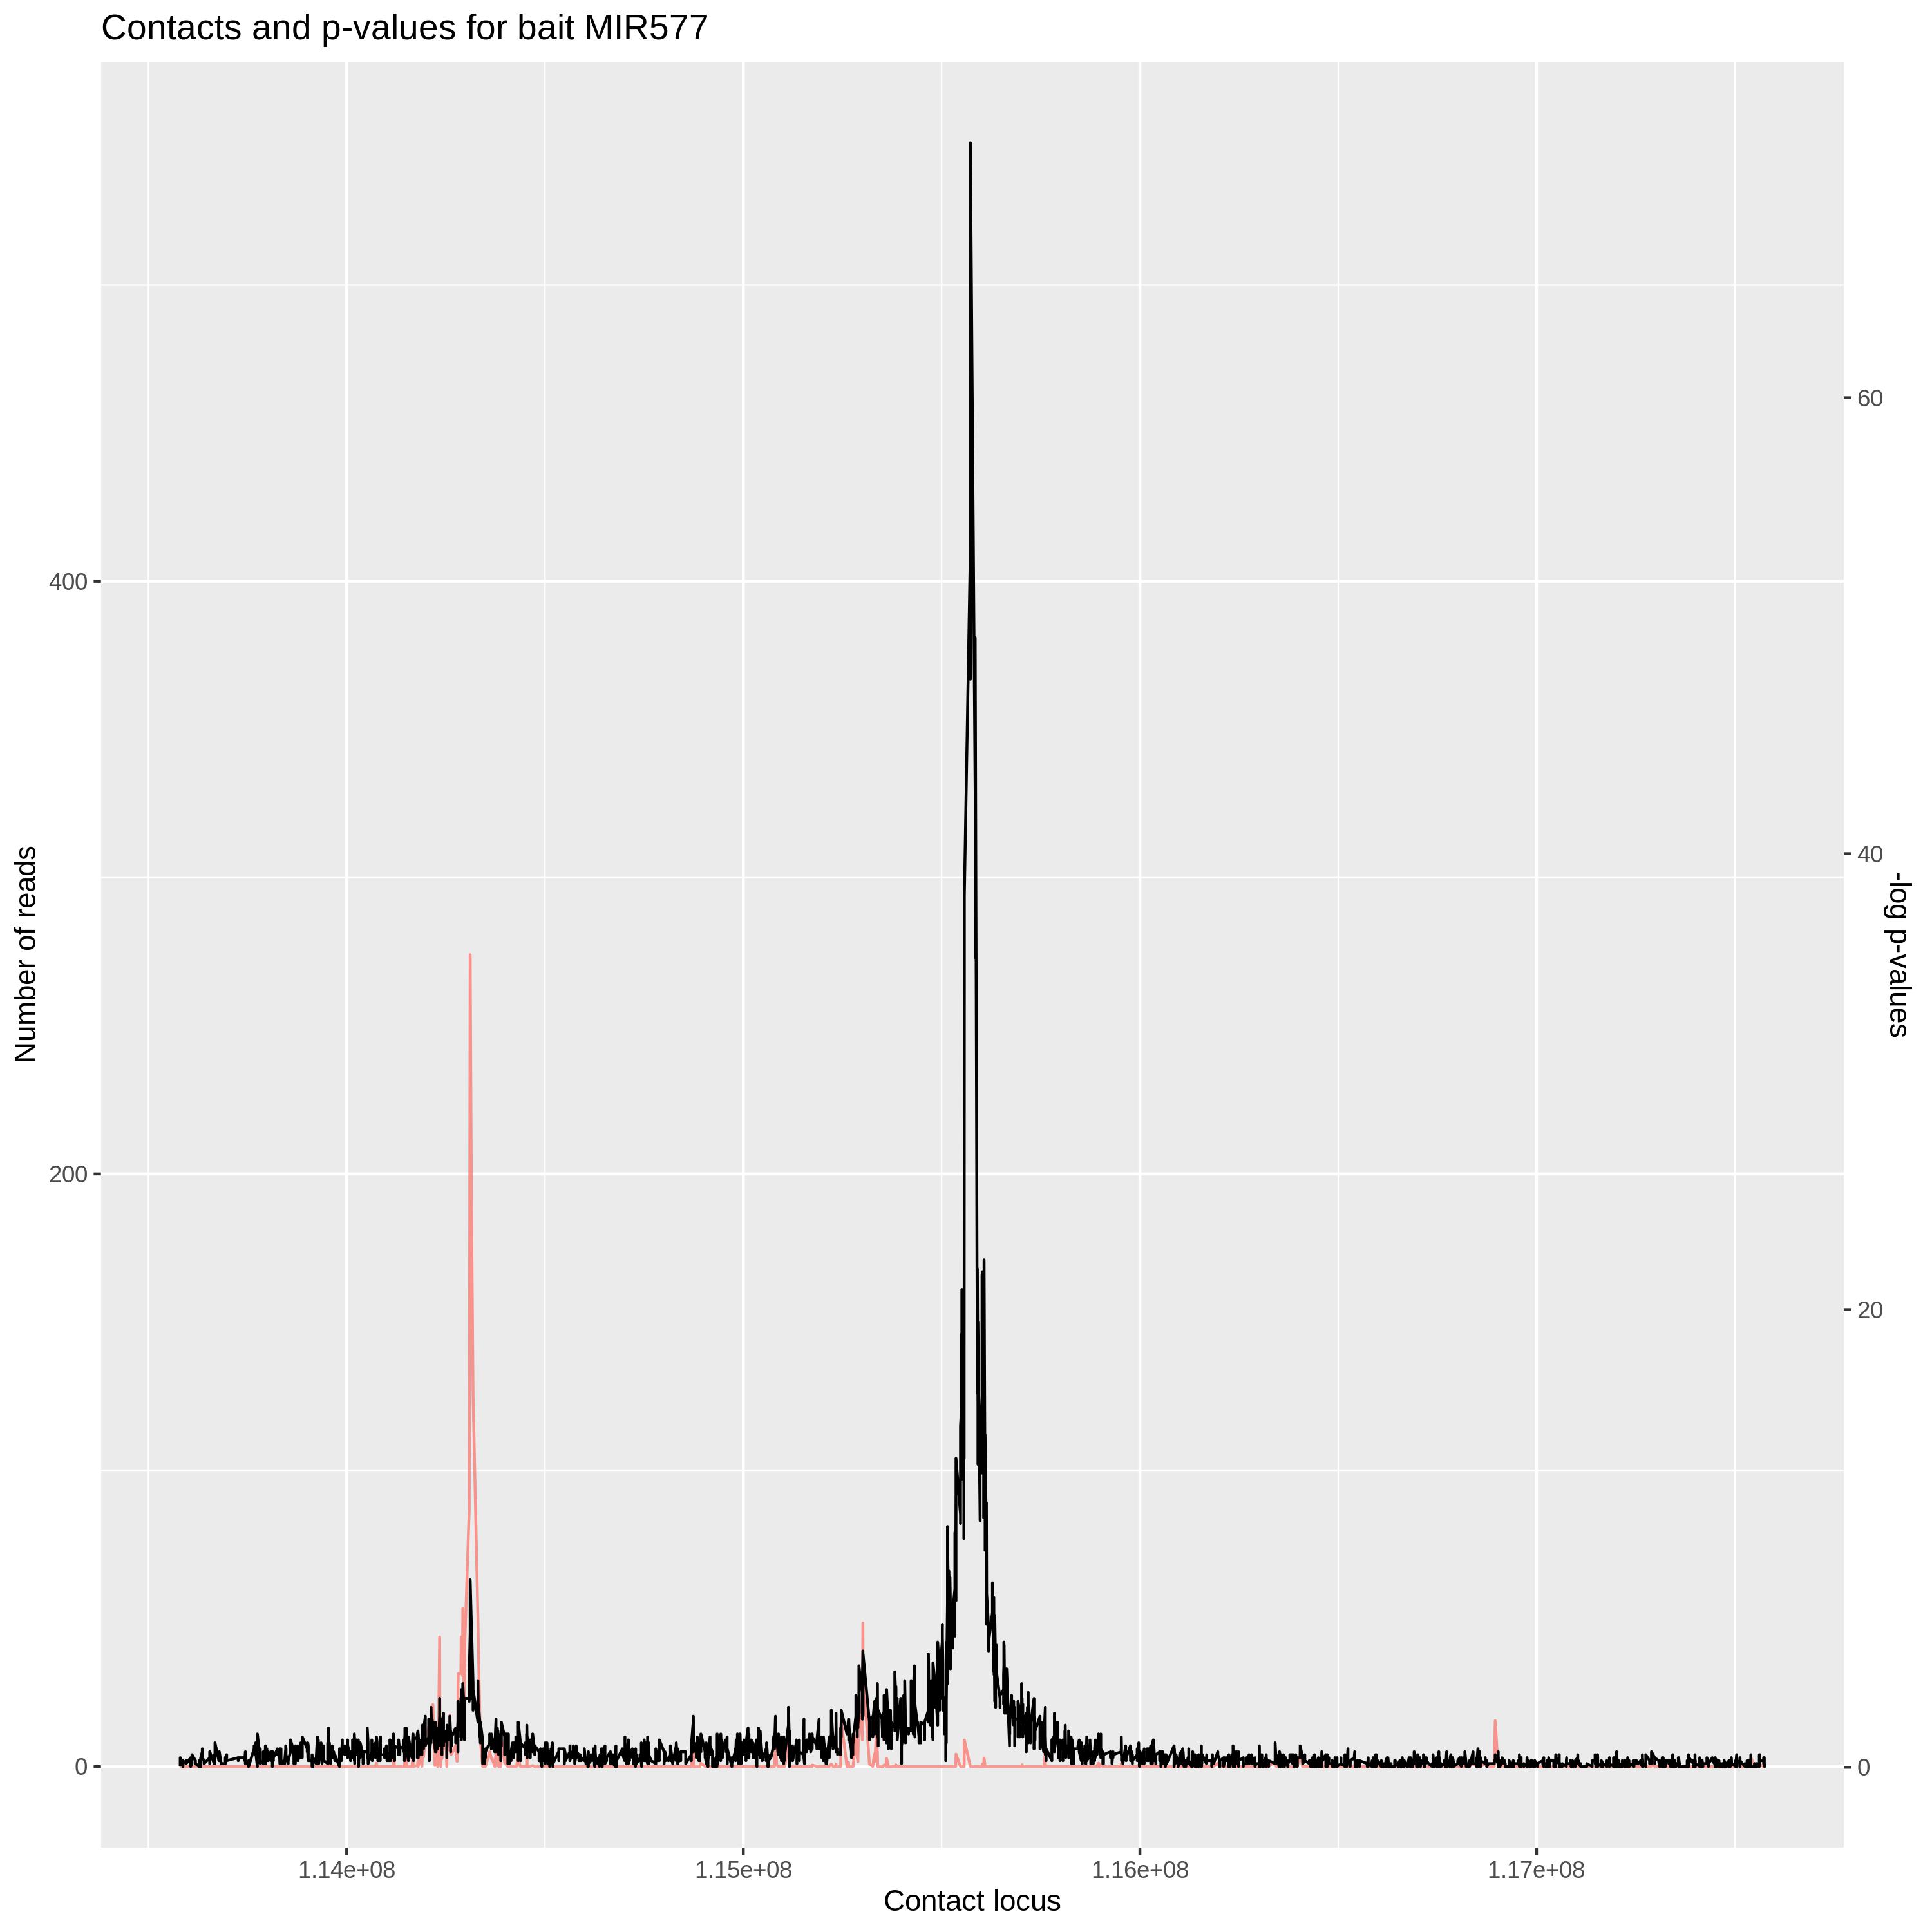 Contacts and p-values for bait MIR577
Number of reads
400
200
0
60
40
20
0
-log p-values
1.14e+08
1.15e+08
1.16e+08
1.17e+08
Contact locus